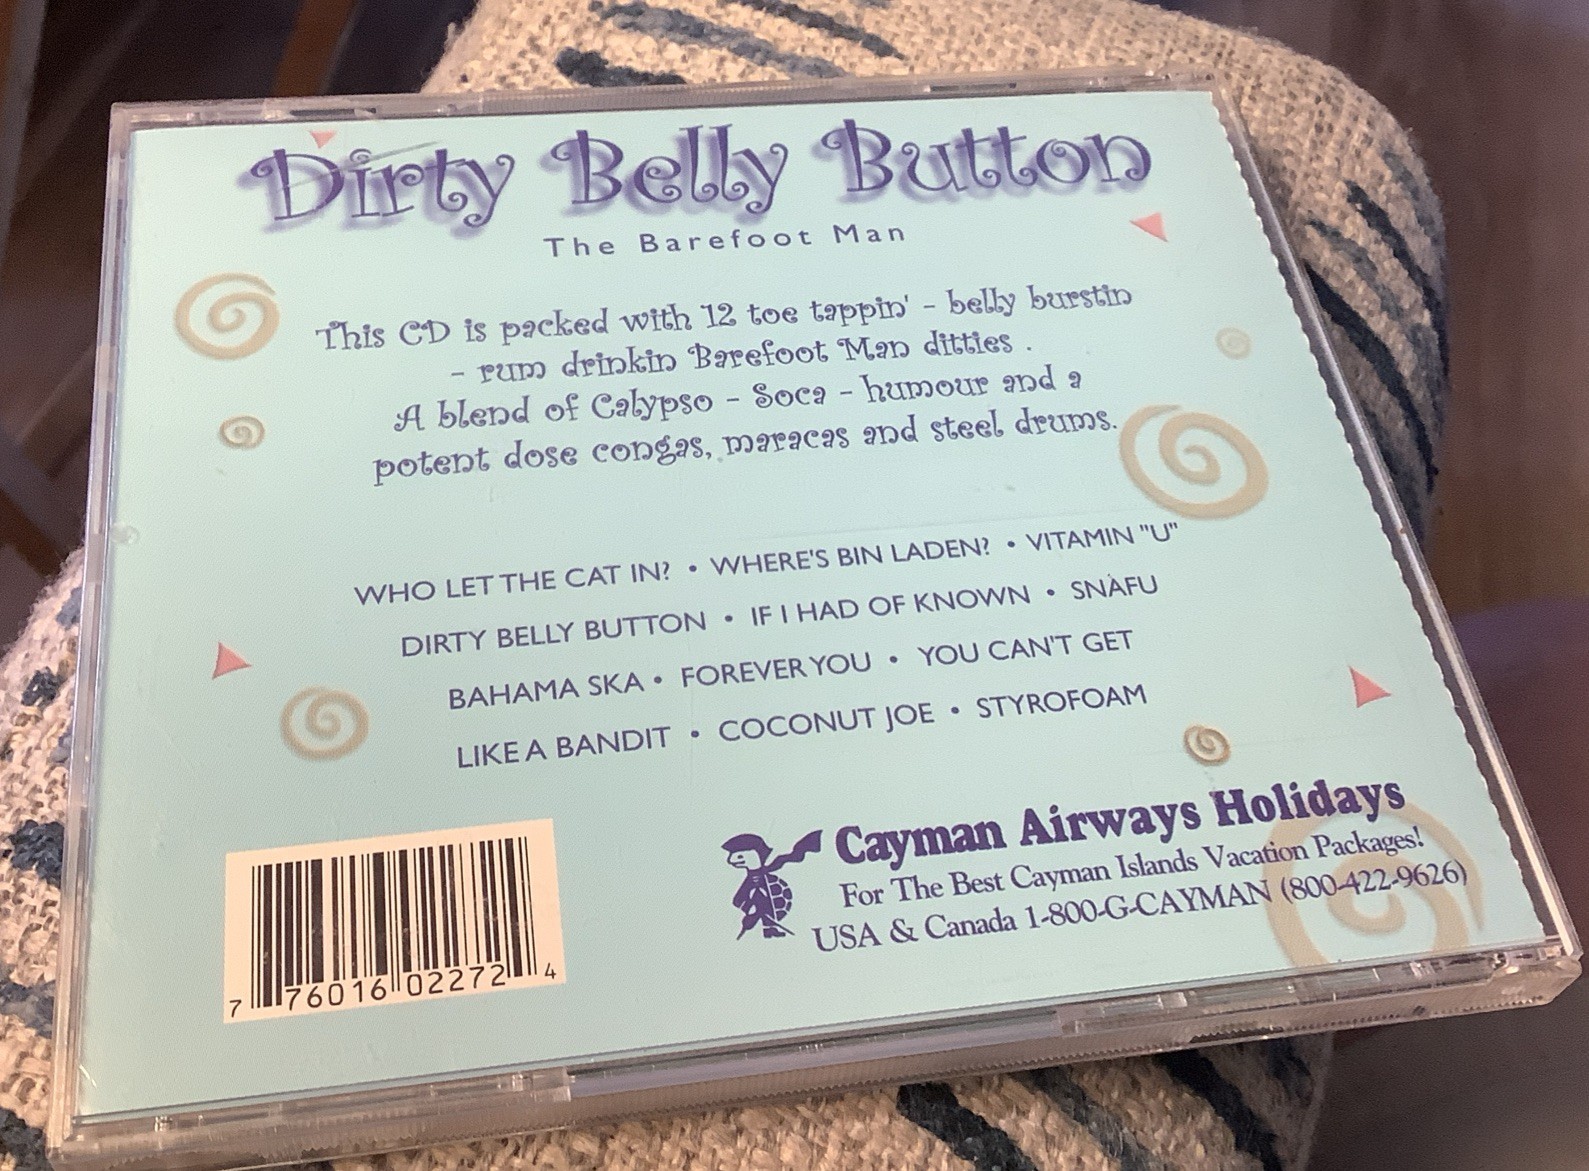 Dirty Belly Button
The Barefoot Man
This CD is packed with 12 toe tappin' - belly burstin
- rum drinkin Barefoot Man ditties .
A blend of Calypso - Soca - humour and a
potent dose congas, maracas and steel drums.
WHO LET THE CAT IN? • WHERE'S BIN LADEN? • VITAMIN "U"
DIRTY BELLY BUTTON • IF I HAD OF KNOWN • SNAFU
BAHAMA SKA • FOREVER YOU • YOU CAN'T GET
LIKE A BANDIT • COCONUT JOE • STYROFOAM
Cayman Airways Holidays
For The Best Cayman Islands Vacation Packages!
USA & Canada 1-800-G-CAYMAN (800-422-9626)
7 76016 02272 4